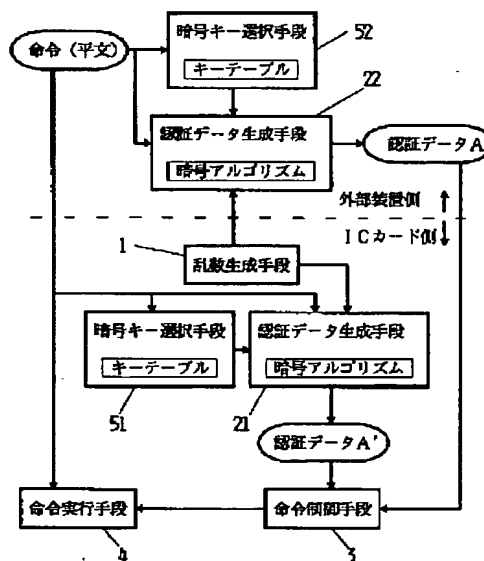 命令(平文)
暗号キー選択手段
キーテーブル
52
22
認証データ生成手段
暗号アルゴリズム
認証データA
外部装置側
ICカード側
1
乱数生成手段
暗号キー選択手段
キーテーブル
51
認証データ生成手段
暗号アルゴリズム
21
認証データA'
命令実行手段
4
命令制御手段
3